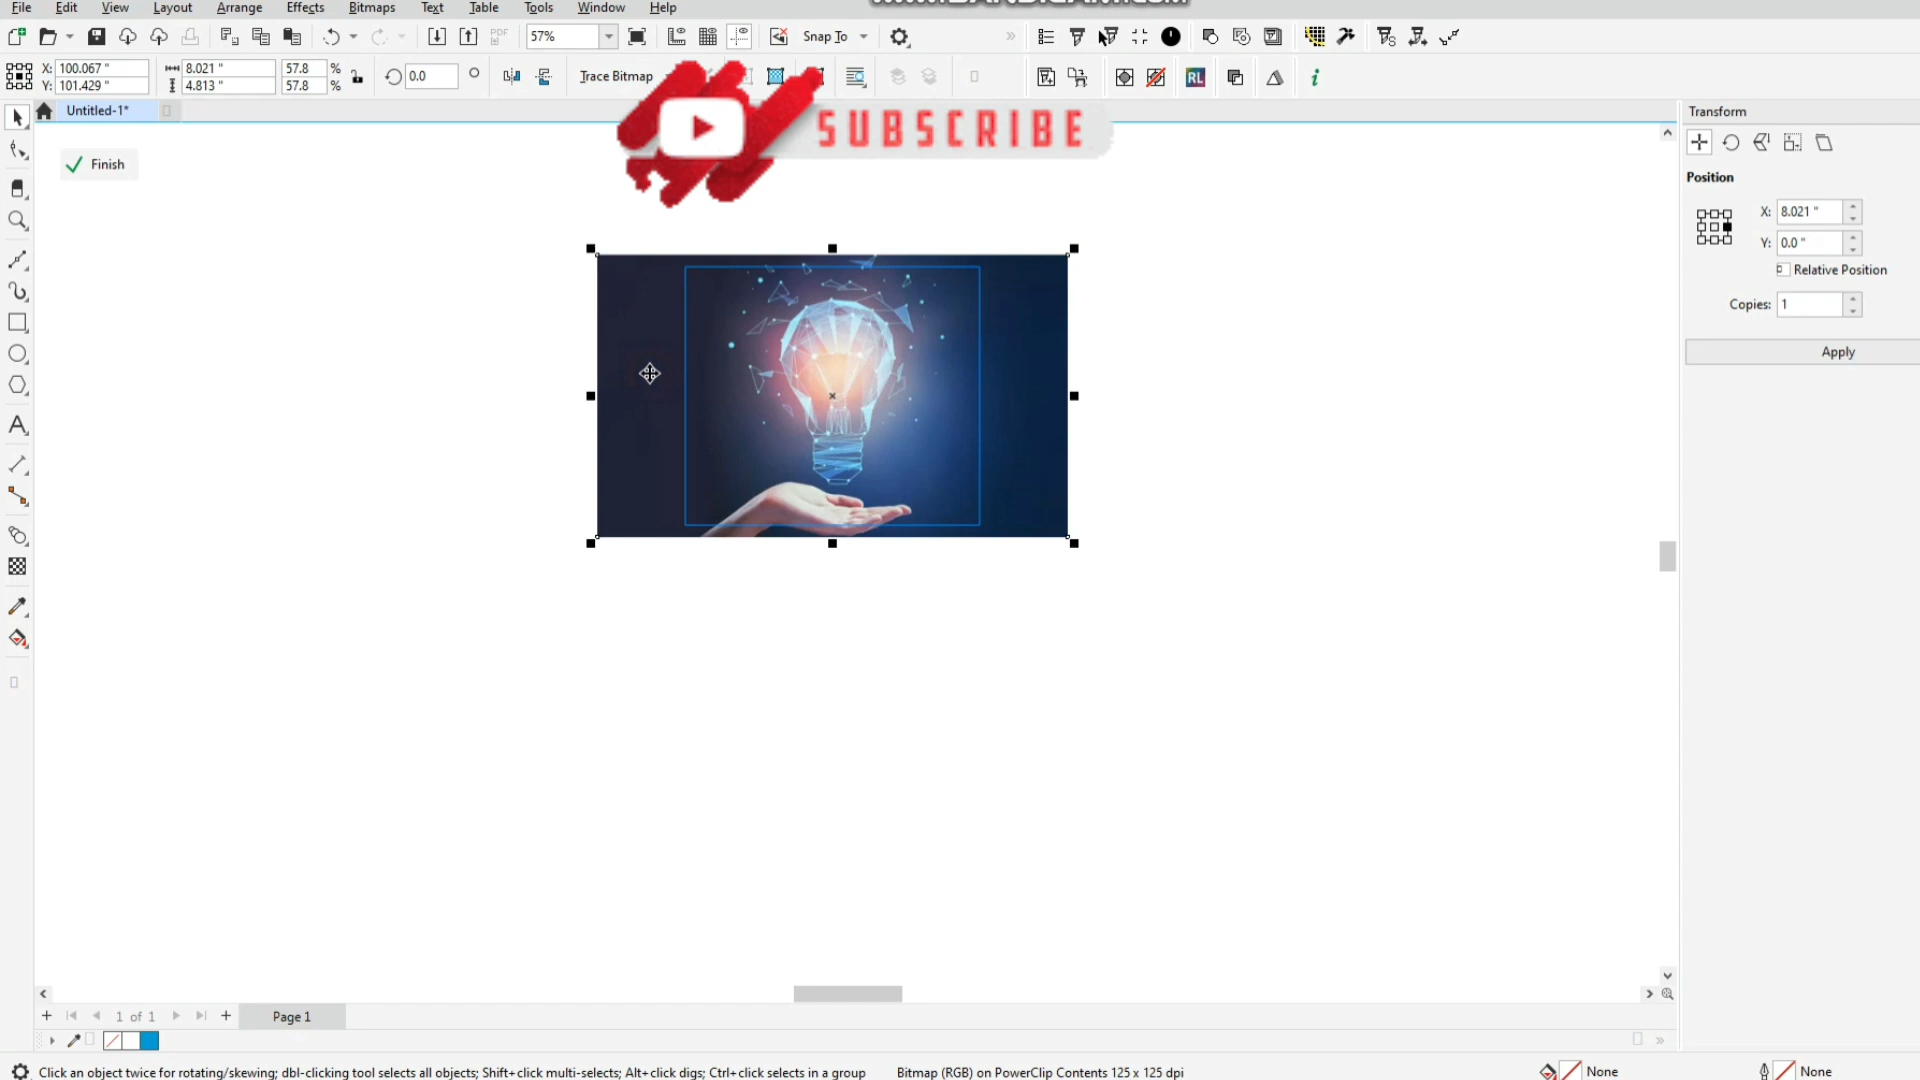 File Edit View Layout Arrange Effects Bitmaps Text Table Tools Window Help
PDF 57% Snap To
X: 100.067 " 8.021 " 57.8 % 0.0 Trace Bitmap RL
Y: 101.429 " 4.813 " 57.8 %
SUBSCRIBE
Untitled-1*
Finish
Transform
Position
X: 8.021 "
Y: 0.0 "
Relative Position
Copies: 1
Apply
1 of 1 Page 1
Click an object twice for rotating/skewing; dbl-clicking tool selects all objects; Shift+click multi-selects; Alt+click digs; Ctrl+click selects in a group Bitmap (RGB) on PowerClip Contents 125 x 125 dpi None None